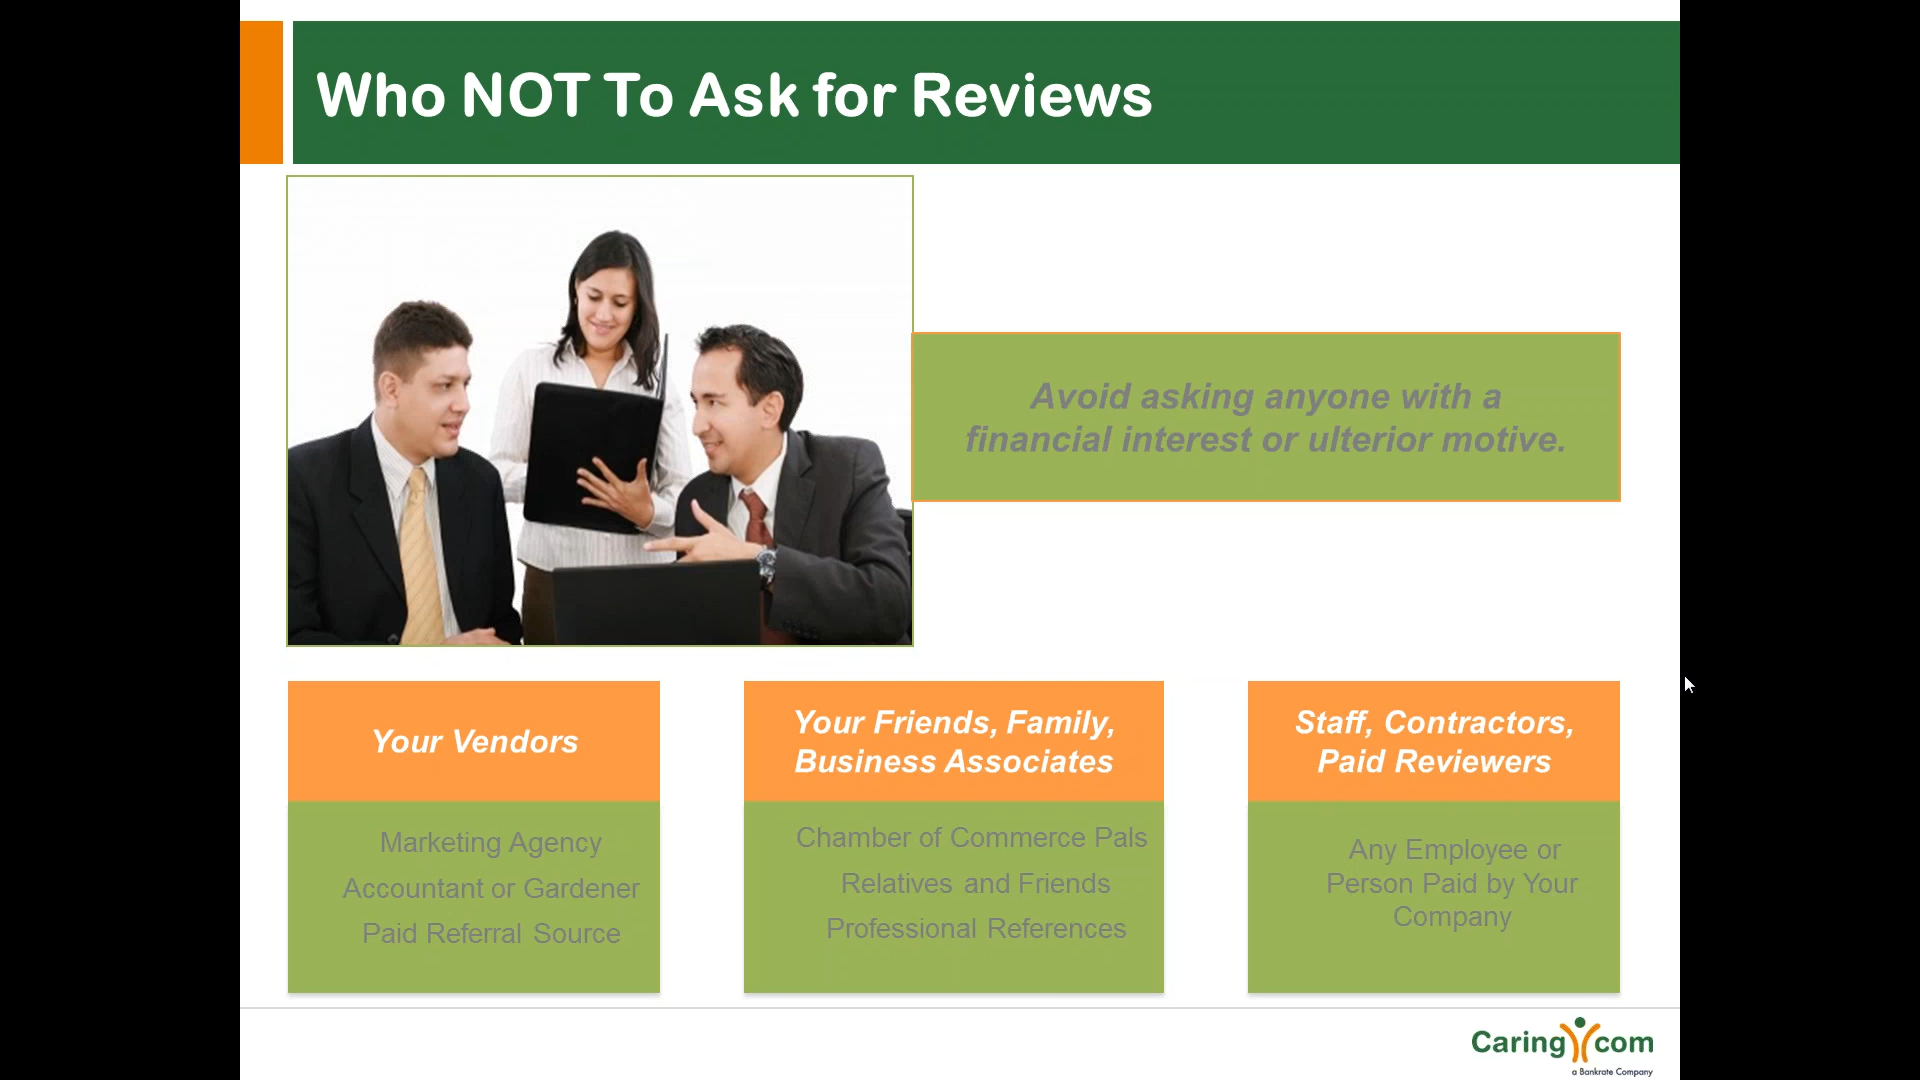 Who NOT To Ask for Reviews
Avoid asking anyone with a
financial interest or ulterior motive.
Your Vendors
Marketing Agency
Accountant or Gardener
Paid Referral Source
Your Friends, Family,
Business Associates
Chamber of Commerce Pals
Relatives and Friends
Professional References
Staff, Contractors,
Paid Reviewers
Any Employee or
Person Paid by Your
Company
Caring com
a Bankrate Company